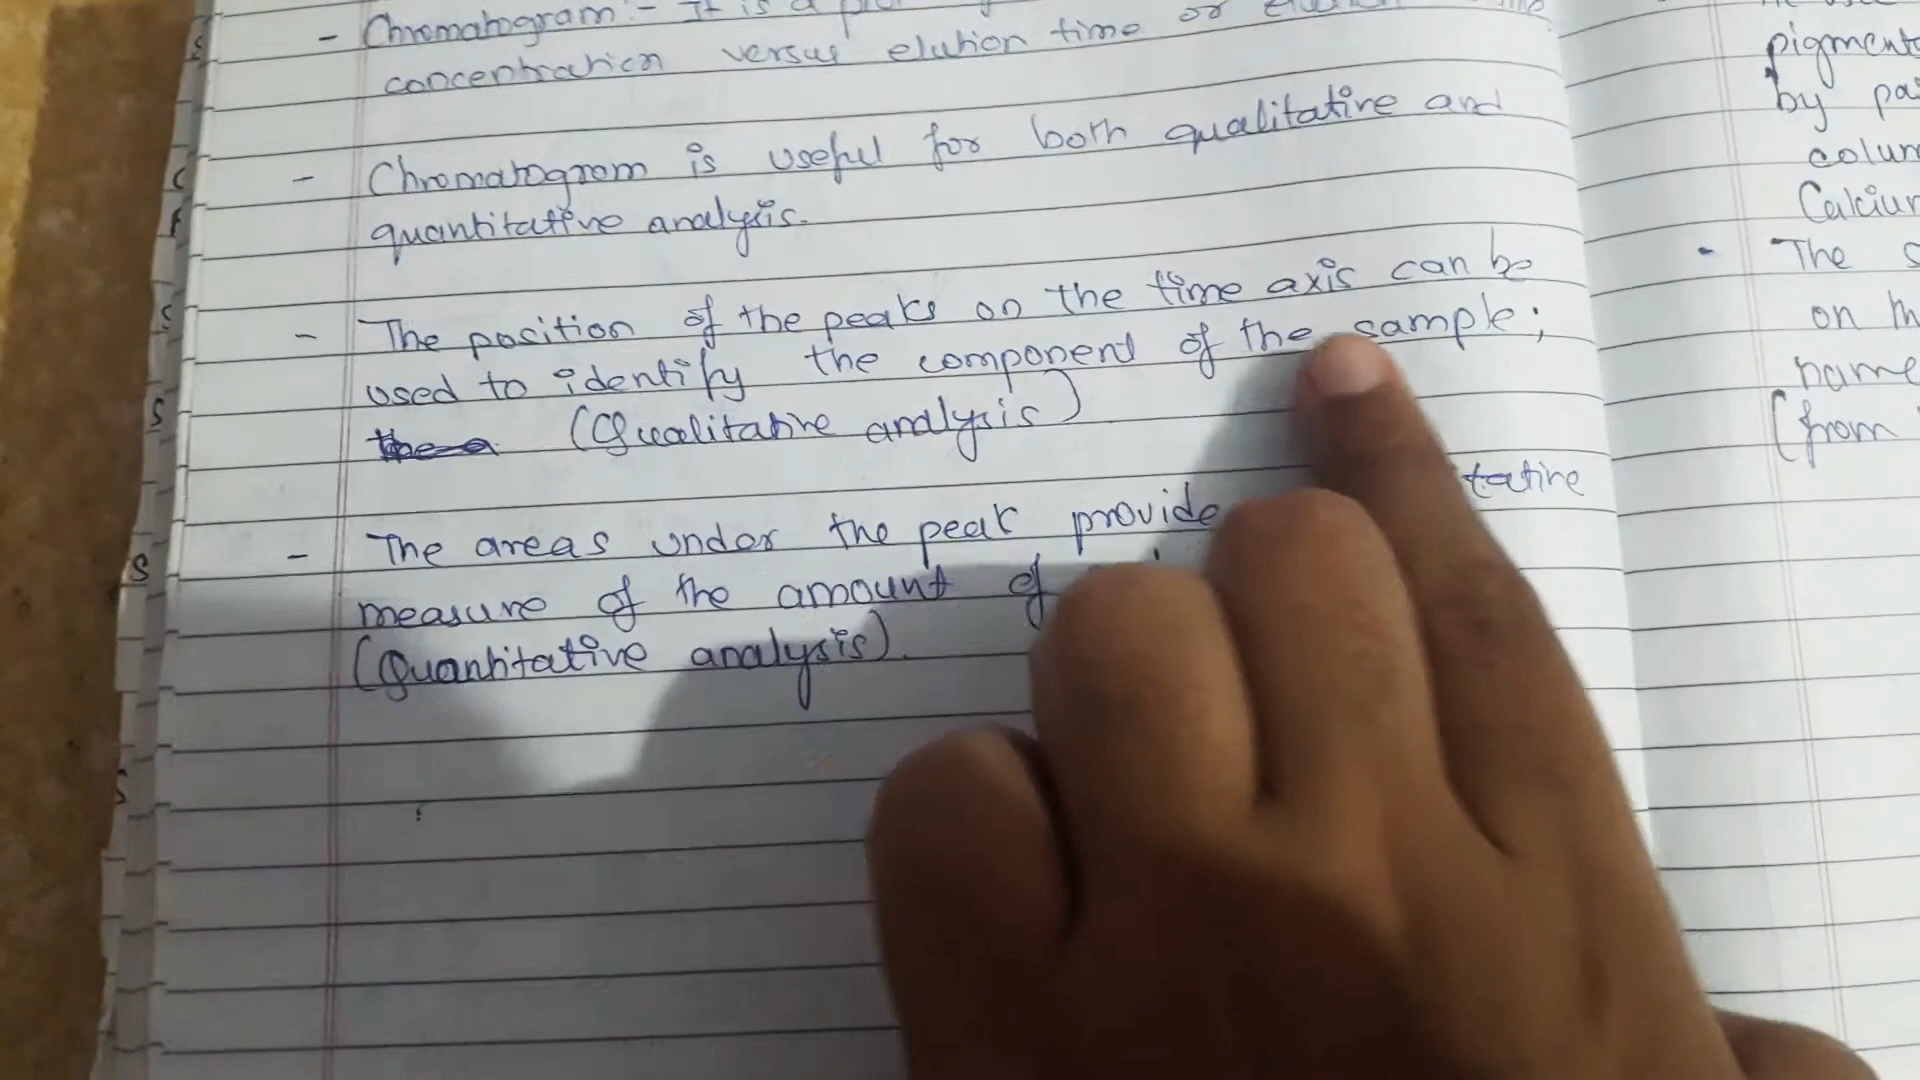 - Chromatogram :- It is a
concentration versus elution time or
- Chromatogram is useful for both qualitative and
quantitative analysis.
- The position of the peaks on the time axis can be
used to identify the component of the sample;
(Qualitative analysis)
- The areas under the peak provide tative
measure of the amount of
(Quantitative analysis).
pigment
by pa
colum
Calcium
- The s
on th
name
(from